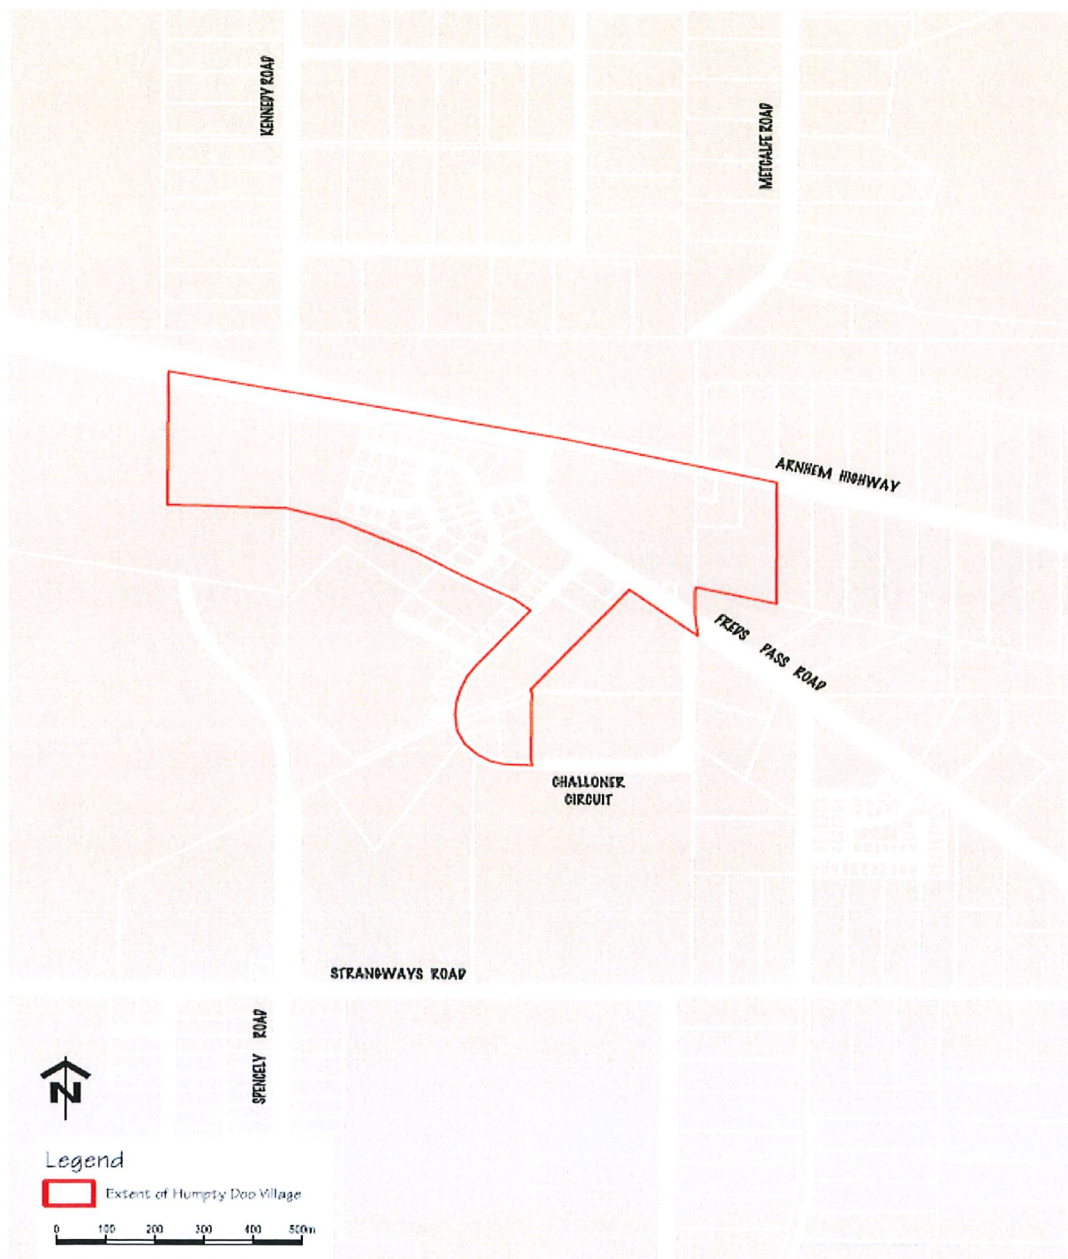 KENNEDY ROAD
METCALFE ROAD
ARNHEM HIGHWAY
FREDS PASS ROAD
CHALLONER
CIRCUIT
STRANGWAYS ROAD
SPENCELY ROAD
N
Legend
Extent of Humpty Doo Village
0 100 200 300 400 500m